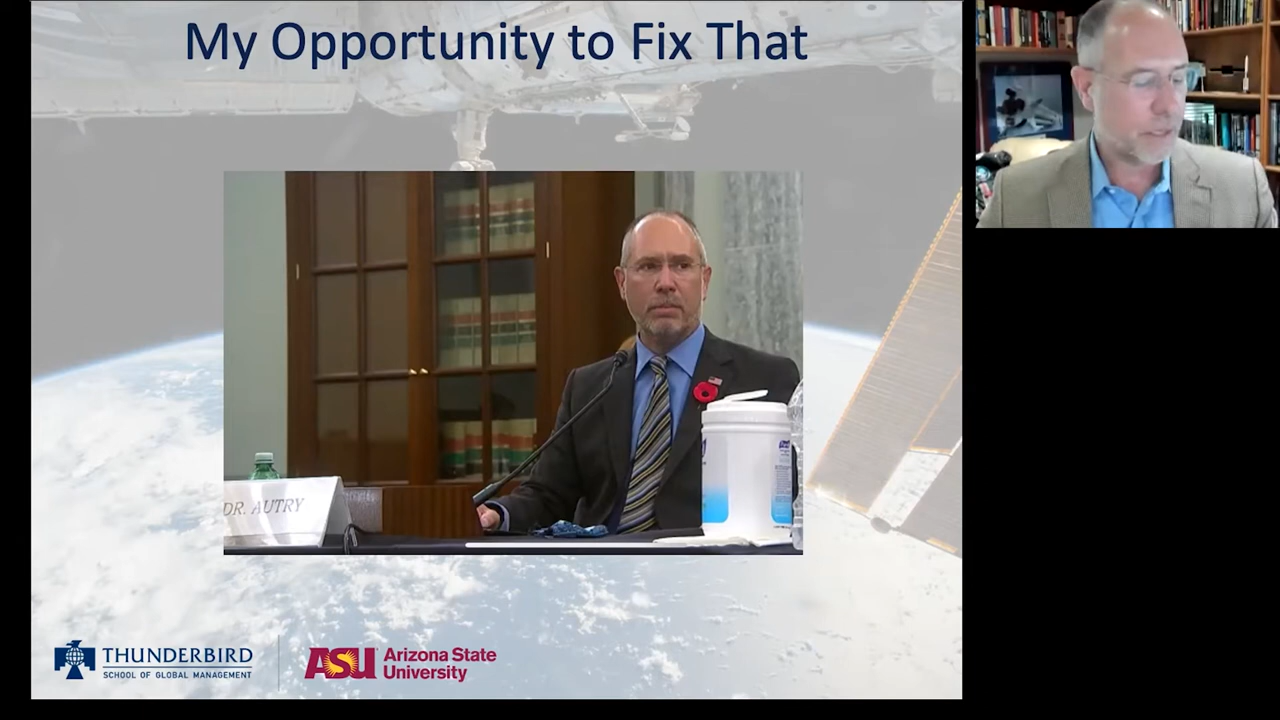 My Opportunity to Fix That
DR. AUTRY
THUNDERBIRD
SCHOOL OF GLOBAL MANAGEMENT
ASU Arizona State
University